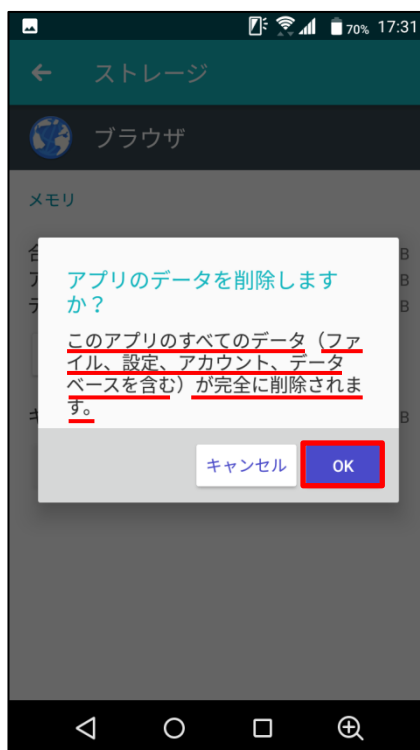 70% 17:31
ストレージ
ブラウザ
メモリ
アプリのデータを削除します
か？
このアプリのすべてのデータ（ファ
イル、設定、アカウント、データ
ベースを含む）が完全に削除されま
す。
キャンセル OK